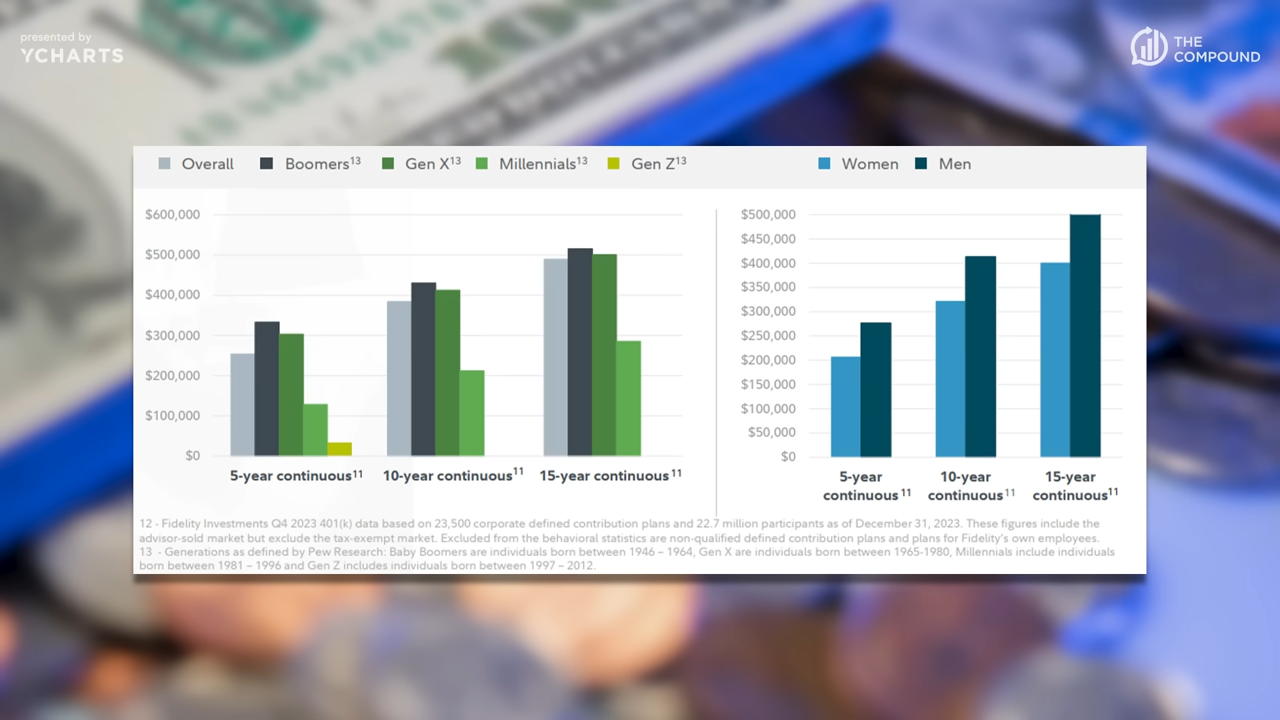 presented by
YCHARTS
THE
COMPOUND
Overall Boomers13 Gen X13 Millennials13 Gen Z13
Women Men
$600,000
$500,000
$400,000
$300,000
$200,000
$100,000
$0
5-year continuous11 10-year continuous11 15-year continuous11
$500,000
$450,000
$400,000
$350,000
$300,000
$250,000
$200,000
$150,000
$100,000
$50,000
$0
5-year
continuous11
10-year
continuous11
15-year
continuous11
12 - Fidelity Investments Q4 2023 401(k) data based on 23,500 corporate defined contribution plans and 22.7 million participants as of December 31, 2023. These figures include the
advisor-sold market but exclude the tax-exempt market. Excluded from the behavioral statistics are non-qualified defined contribution plans and plans for Fidelity's own employees.
13 - Generations as defined by Pew Research: Baby Boomers are individuals born between 1946 – 1964, Gen X are individuals born between 1965-1980, Millennials include individuals
born between 1981 – 1996 and Gen Z includes individuals born between 1997 – 2012.